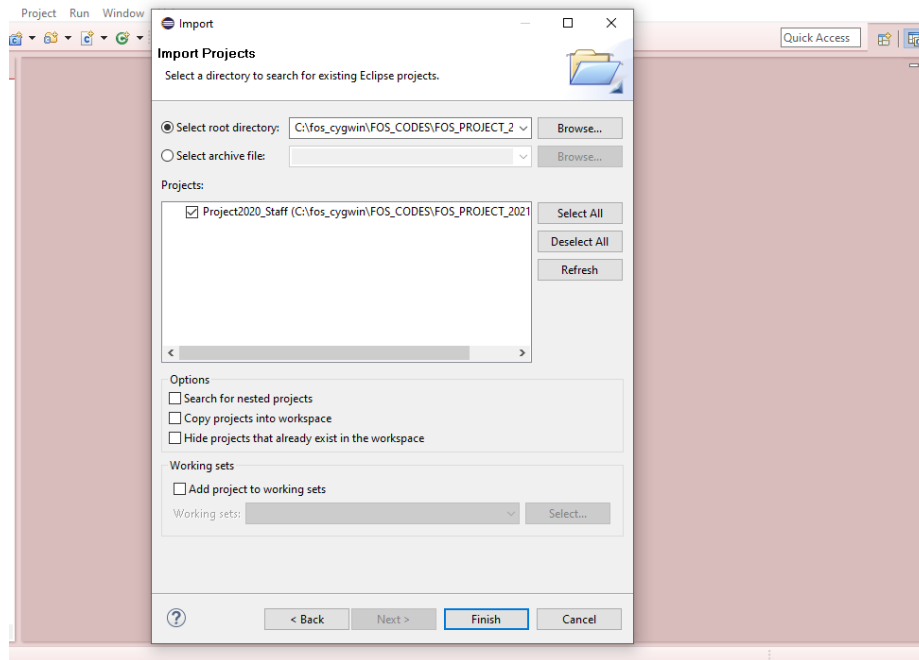 Project Run Window
Import
Import Projects
Select a directory to search for existing Eclipse projects.
Quick Access
Select root directory: C:\fos_cygwin\FOS_CODES\FOS_PROJECT_2 Browse...
Select archive file: Browse...
Projects:
Project2020_Staff (C:\fos_cygwin\FOS_CODES\FOS_PROJECT_2021 Select All
Deselect All
Refresh
Options
Search for nested projects
Copy projects into workspace
Hide projects that already exist in the workspace
Working sets
Add project to working sets
Working sets: Select...
< Back Next > Finish Cancel